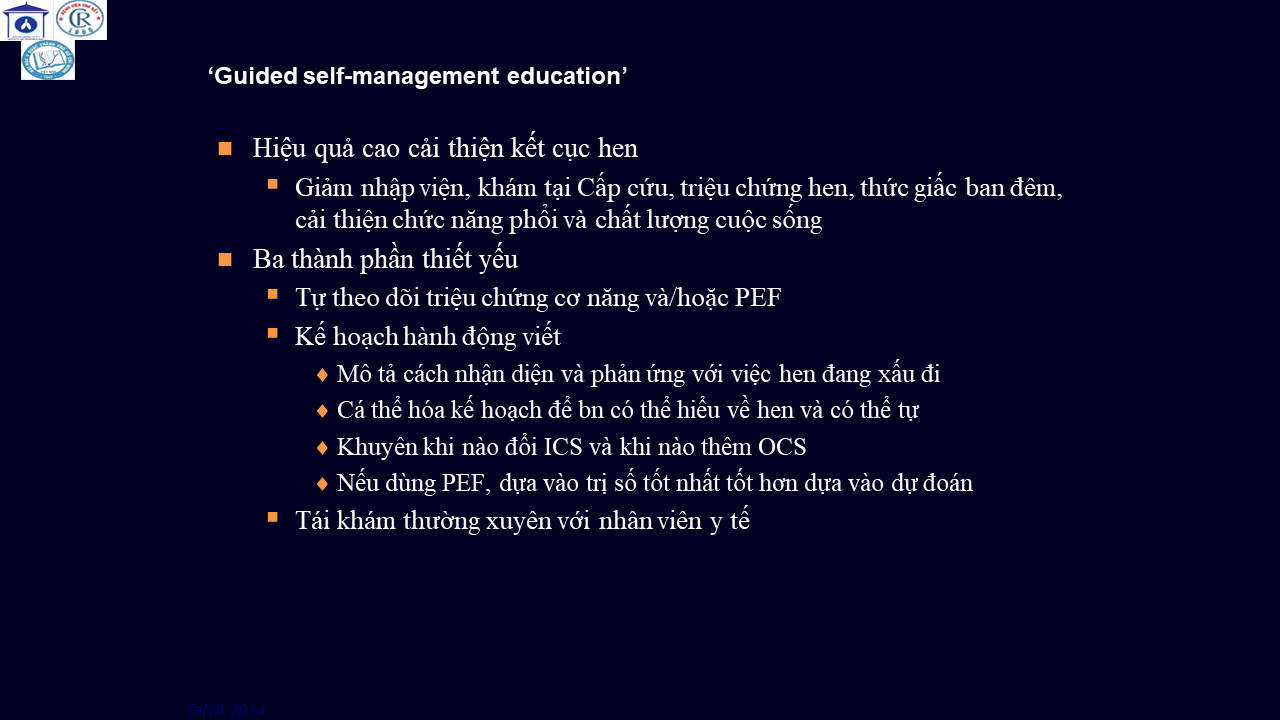 ‘Guided self-management education’
Hiệu quả cao cải thiện kết cục hen
Giảm nhập viện, khám tại Cấp cứu, triệu chứng hen, thức giấc ban đêm,
cải thiện chức năng phổi và chất lượng cuộc sống
Ba thành phần thiết yếu
Tự theo dõi triệu chứng cơ năng và/hoặc PEF
Kế hoạch hành động viết
Mô tả cách nhận diện và phản ứng với việc hen đang xấu đi
Cá thể hóa kế hoạch để bn có thể hiểu về hen và có thể tự
Khuyên khi nào đổi ICS và khi nào thêm OCS
Nếu dùng PEF, dựa vào trị số tốt nhất tốt hơn dựa vào dự đoán
Tái khám thường xuyên với nhân viên y tế
GINA 2014